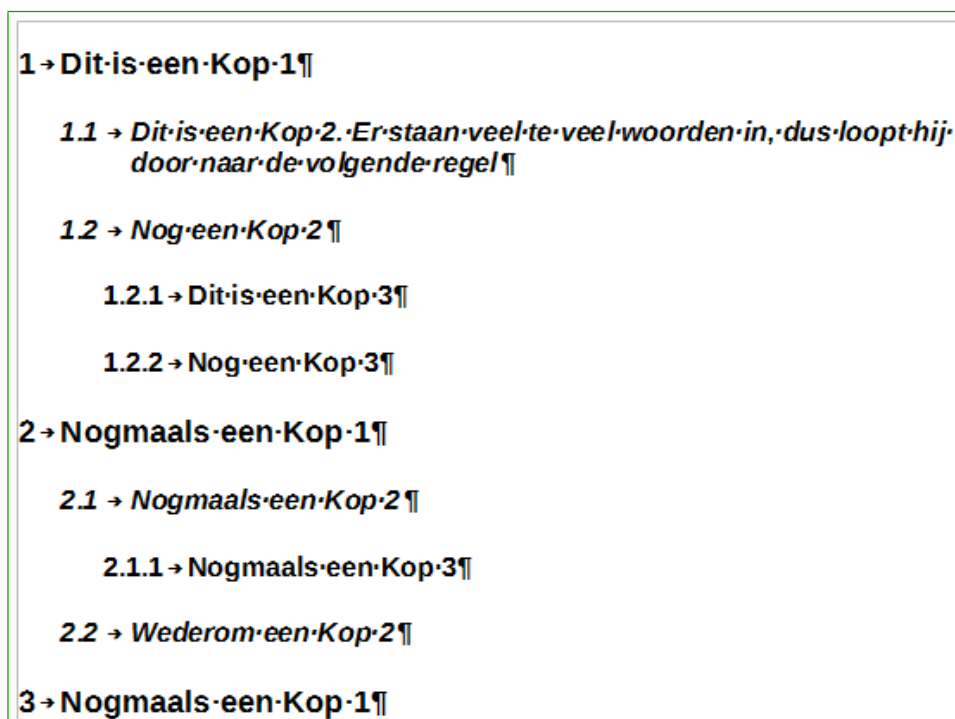 1 Dit is een Kop 1¶
1.1 Dit is een Kop 2. Er staan veel te veel woorden in, dus loopt hij
door naar de volgende regel¶
1.2 Nog een Kop 2¶
1.2.1 Dit is een Kop 3¶
1.2.2 Nog een Kop 3¶
2 Nogmaals een Kop 1¶
2.1 Nogmaals een Kop 2¶
2.1.1 Nogmaals een Kop 3¶
2.2 Wederom een Kop 2¶
3 Nogmaals een Kop 1¶